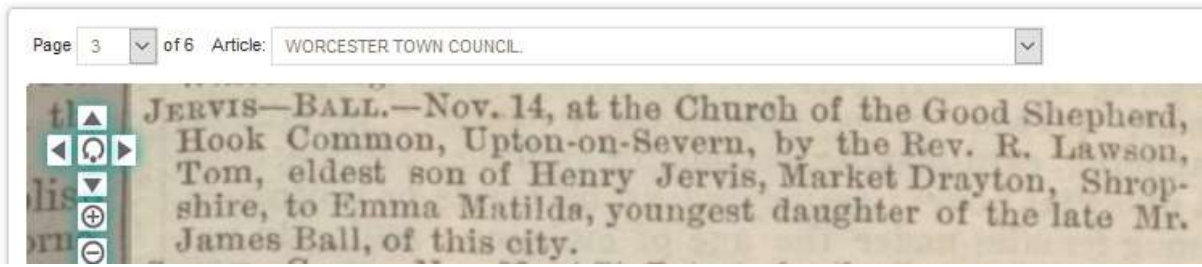 Page 3 of 6 Article: WORCESTER TOWN COUNCIL.
JERVIS—BALL.—Nov. 14, at the Church of the Good Shepherd,
Hook Common, Upton-on-Severn, by the Rev. R. Lawson,
Tom, eldest son of Henry Jervis, Market Drayton, Shrop-
shire, to Emma Matilda, youngest daughter of the late Mr.
James Ball, of this city.